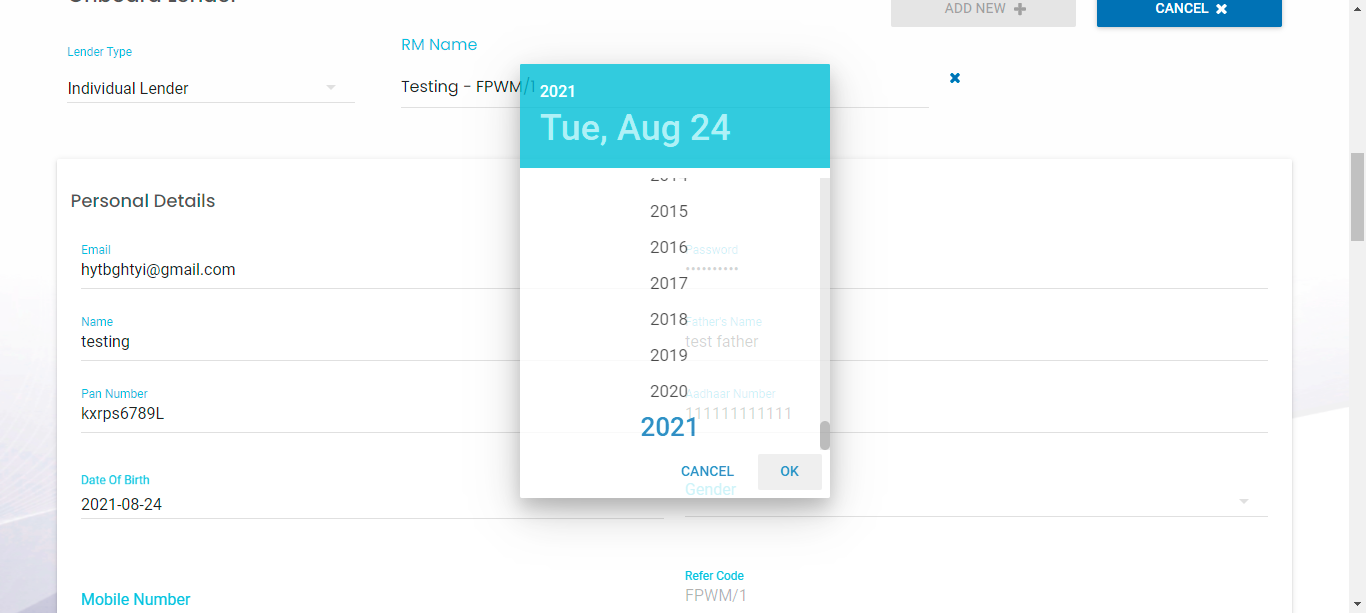 Onboard Lender
ADD NEW
CANCEL
Lender Type
RM Name
Individual Lender
Testing - FPWM/1
2021
Tue, Aug 24
2014
2015
2016
2017
2018
2019
2020
2021
CANCEL
OK
Personal Details
Email
hytbghtyi@gmail.com
Password
Name
testing
Father's Name
test father
Pan Number
kxrps6789L
Aadhaar Number
111111111111
Date Of Birth
2021-08-24
Gender
Mobile Number
Refer Code
FPWM/1